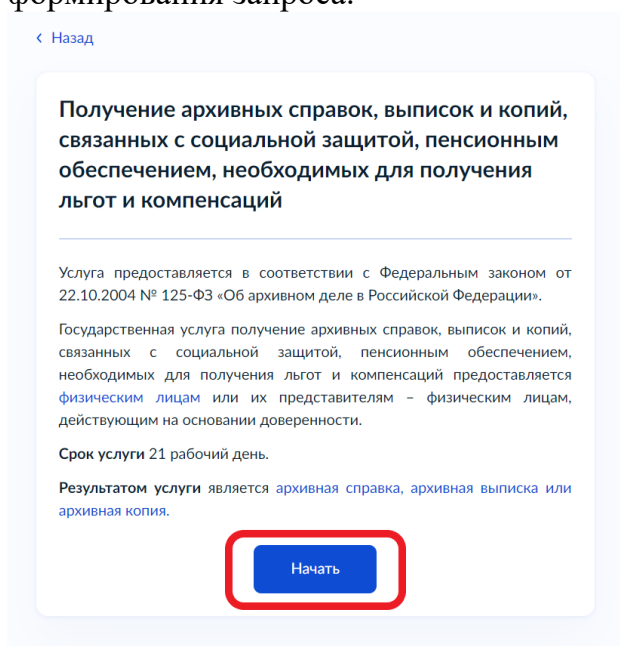 формирования запроса.
Назад
Получение архивных справок, выписок и копий,
связанных с социальной защитой, пенсионным
обеспечением, необходимых для получения
льгот и компенсаций
Услуга предоставляется в соответствии с Федеральным законом от
22.10.2004 № 125-ФЗ «Об архивном деле в Российской Федерации».
Государственная услуга получение архивных справок, выписок и копий,
связанных с социальной защитой, пенсионным обеспечением,
необходимых для получения льгот и компенсаций предоставляется
физическим лицам или их представителям – физическим лицам,
действующим на основании доверенности.
Срок услуги 21 рабочий день.
Результатом услуги является архивная справка, архивная выписка или
архивная копия.
Начать